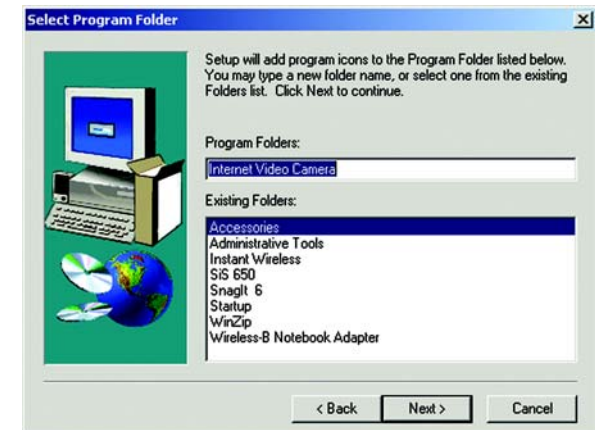 Select Program Folder
Setup will add program icons to the Program Folder listed below.
You may type a new folder name, or select one from the existing
Folders list. Click Next to continue.
Program Folders:
Internet Video Camera
Existing Folders:
Accessories
Administrative Tools
Instant Wireless
SiS 650
SnagIt 6
Startup
WinZip
Wireless-B Notebook Adapter
< Back Next > Cancel